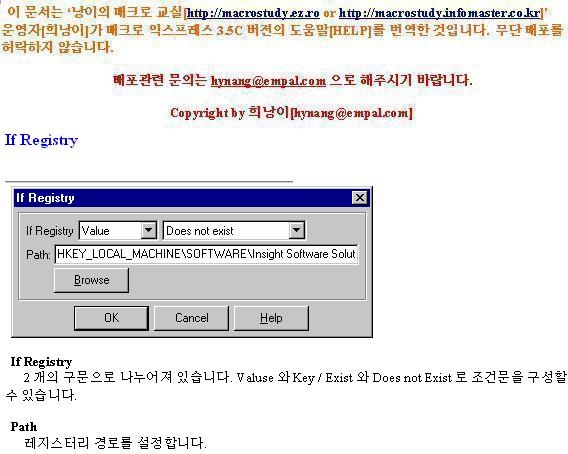 이 문서는 ‘낭이의 매크로 교실[http://macrostudy.ez.ro or http://macrostudy.infomaster.co.kr]’
운영자[희낭이]가 매크로 익스프레스 3.5C 버전의 도움말[HELP]를 번역한 것입니다. 무단 배포를
허락하지 않습니다.
배포관련 문의는 hynang@empal.com 으로 해주시기 바랍니다.
Copyright by 희낭이[hynang@empal.com]
If Registry
If Registry
If Registry Value Does not exist
Path: HKEY_LOCAL_MACHINE\SOFTWARE\Insight Software Solut
Browse
OK Cancel Help
If Registry
2 개의 구문으로 나누어져 있습니다. Valuse 와 Key / Exist 와 Does not Exist 로 조건문을 구성할
수 있습니다.
Path
레지스터리 경로를 설정합니다.